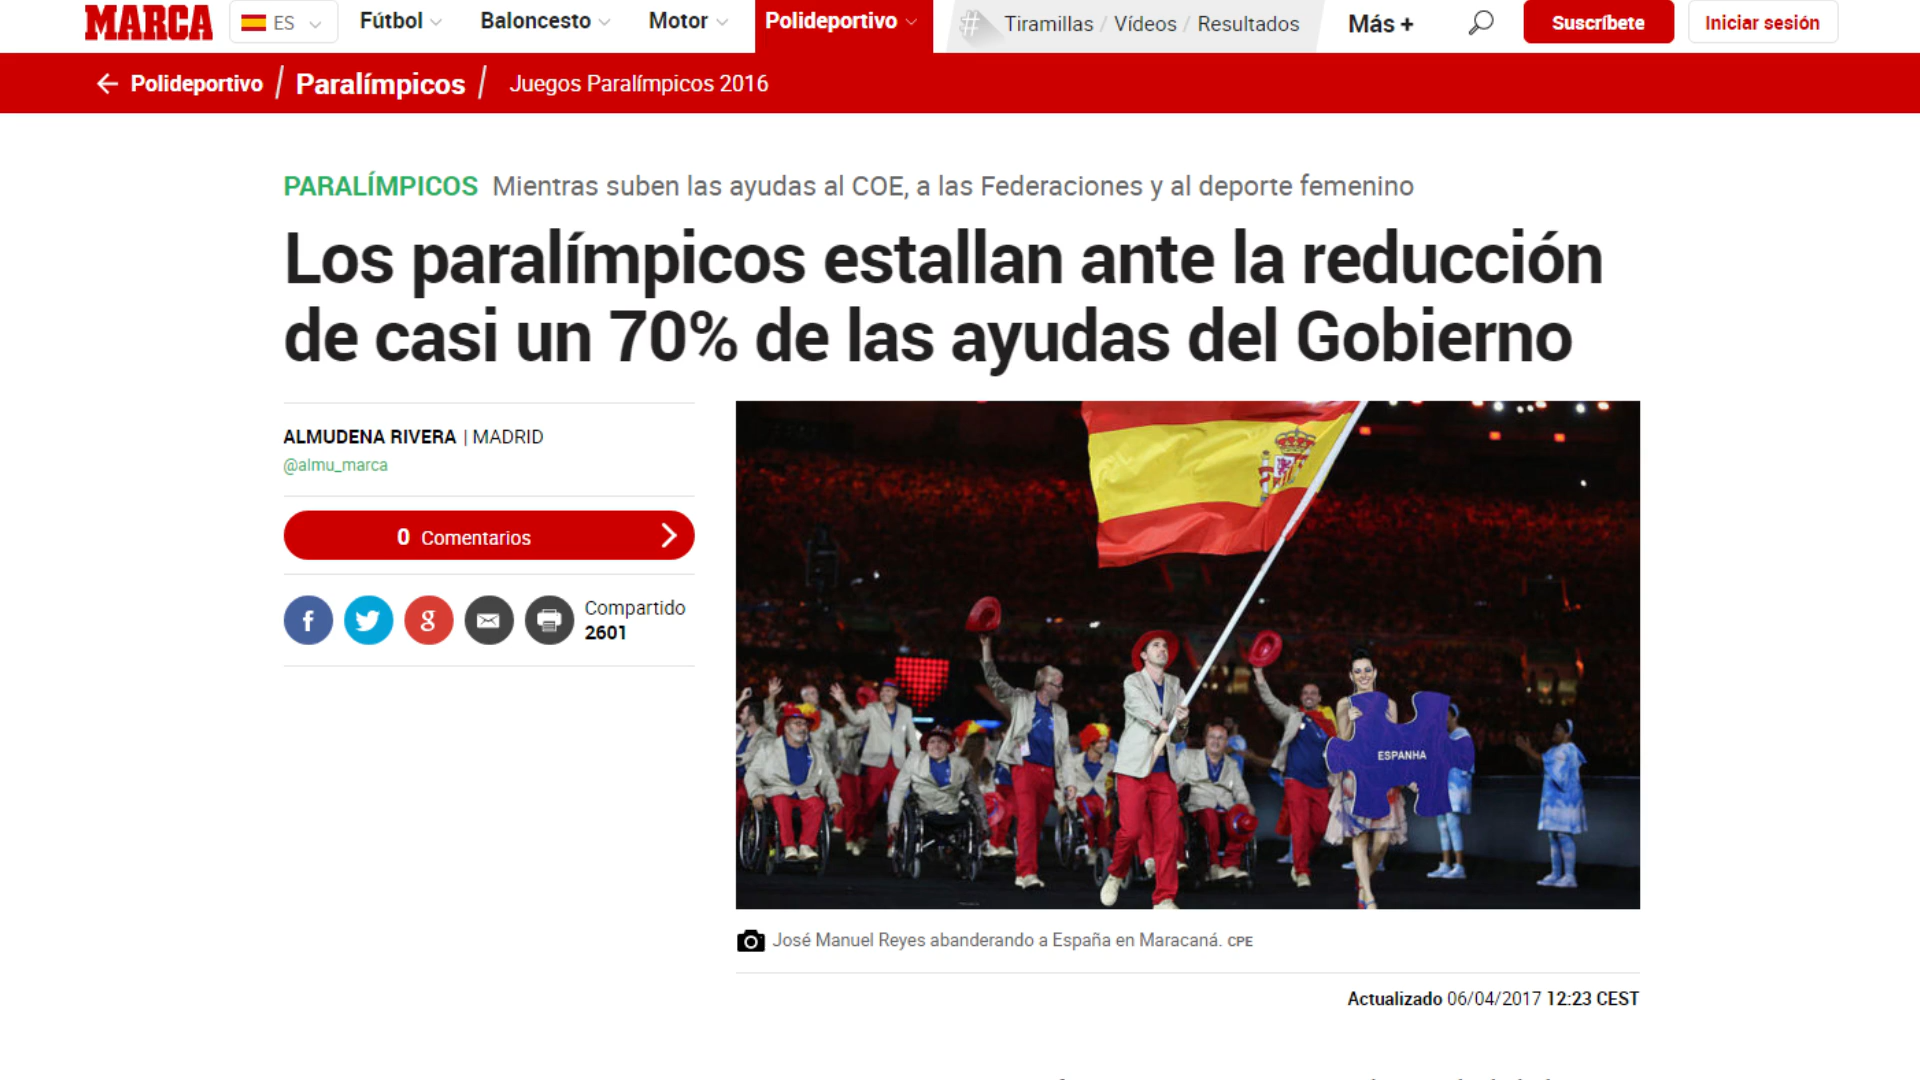 MARCA
ES
Fútbol
Baloncesto
Motor
Polideportivo
# Tiramillas / Vídeos / Resultados
Más +
Suscríbete
Iniciar sesión
Polideportivo / Paralímpicos / Juegos Paralímpicos 2016
PARALÍMPICOS Mientras suben las ayudas al COE, a las Federaciones y al deporte femenino
Los paralímpicos estallan ante la reducción
de casi un 70% de las ayudas del Gobierno
ALMUDENA RIVERA | MADRID
@almu_marca
0 Comentarios
f
g
Compartido
2601
ESPANHA
José Manuel Reyes abanderando a España en Maracaná. CPE
Actualizado 06/04/2017 12:23 CEST